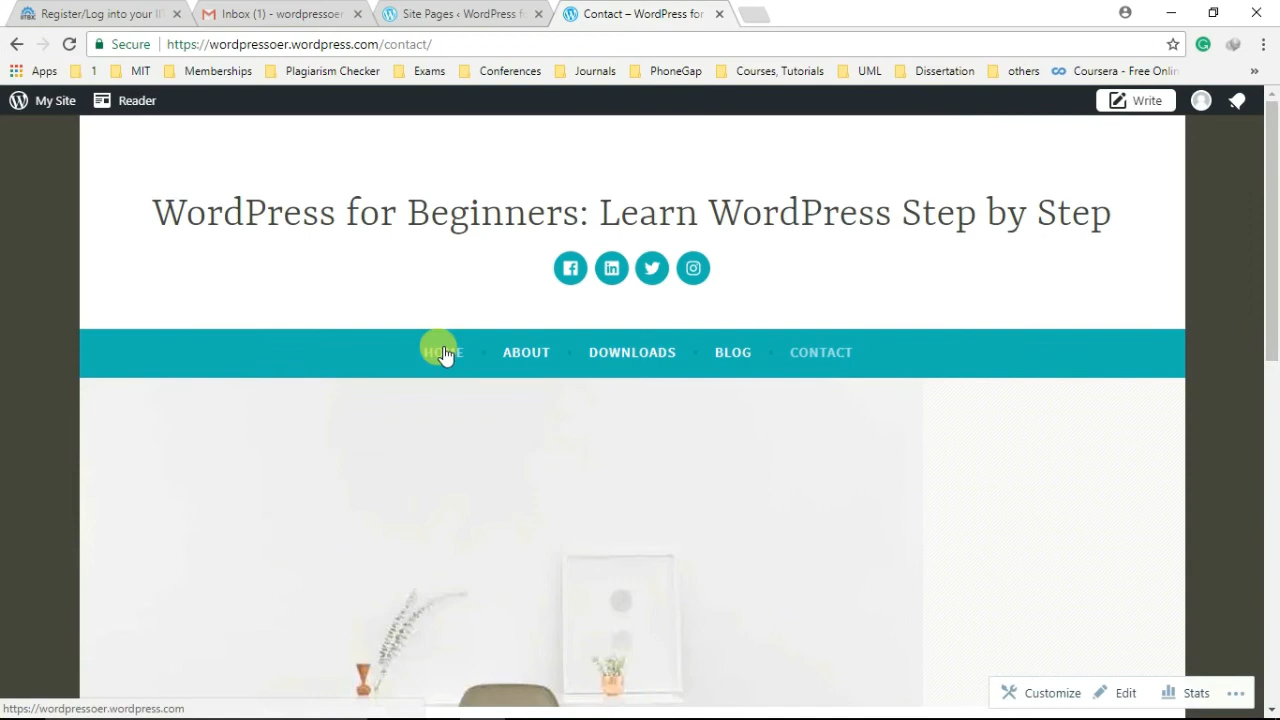 Register/Log into your II
Inbox (1) - wordpressoer
Site Pages ‹ WordPress f
Contact – WordPress for
Secure
https://wordpressoer.wordpress.com/contact/
Apps
1
MIT
Memberships
Plagiarism Checker
Exams
Conferences
Journals
PhoneGap
Courses, Tutorials
UML
Dissertation
others
Coursera - Free Onlin
»
My Site
Reader
Write
WordPress for Beginners: Learn WordPress Step by Step
HOME
ABOUT
DOWNLOADS
BLOG
CONTACT
Customize
Edit
Stats
https://wordpressoer.wordpress.com